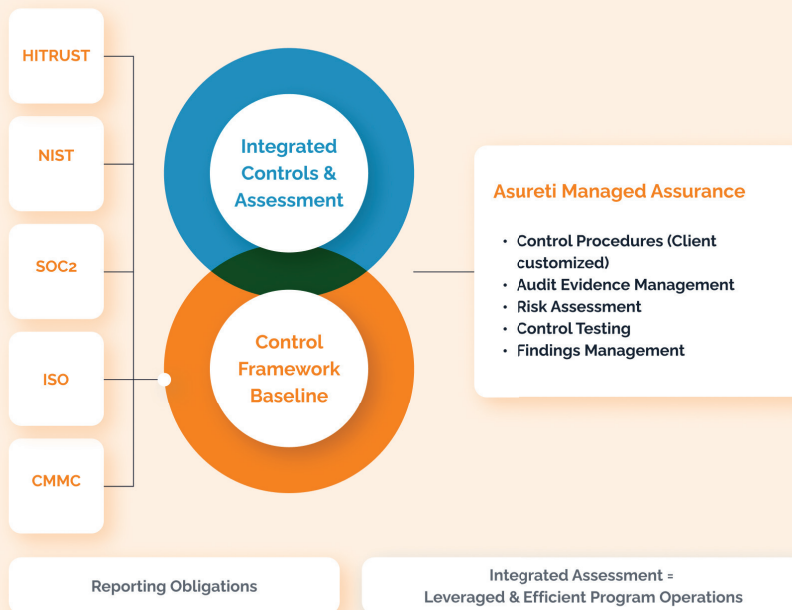 HITRUST
NIST
SOC2
ISO
CMMC
Integrated
Controls &
Assessment
Control
Framework
Baseline
Asureti Managed Assurance
• Control Procedures (Client
customized)
• Audit Evidence Management
• Risk Assessment
• Control Testing
• Findings Management
Reporting Obligations
Integrated Assessment =
Leveraged & Efficient Program Operations